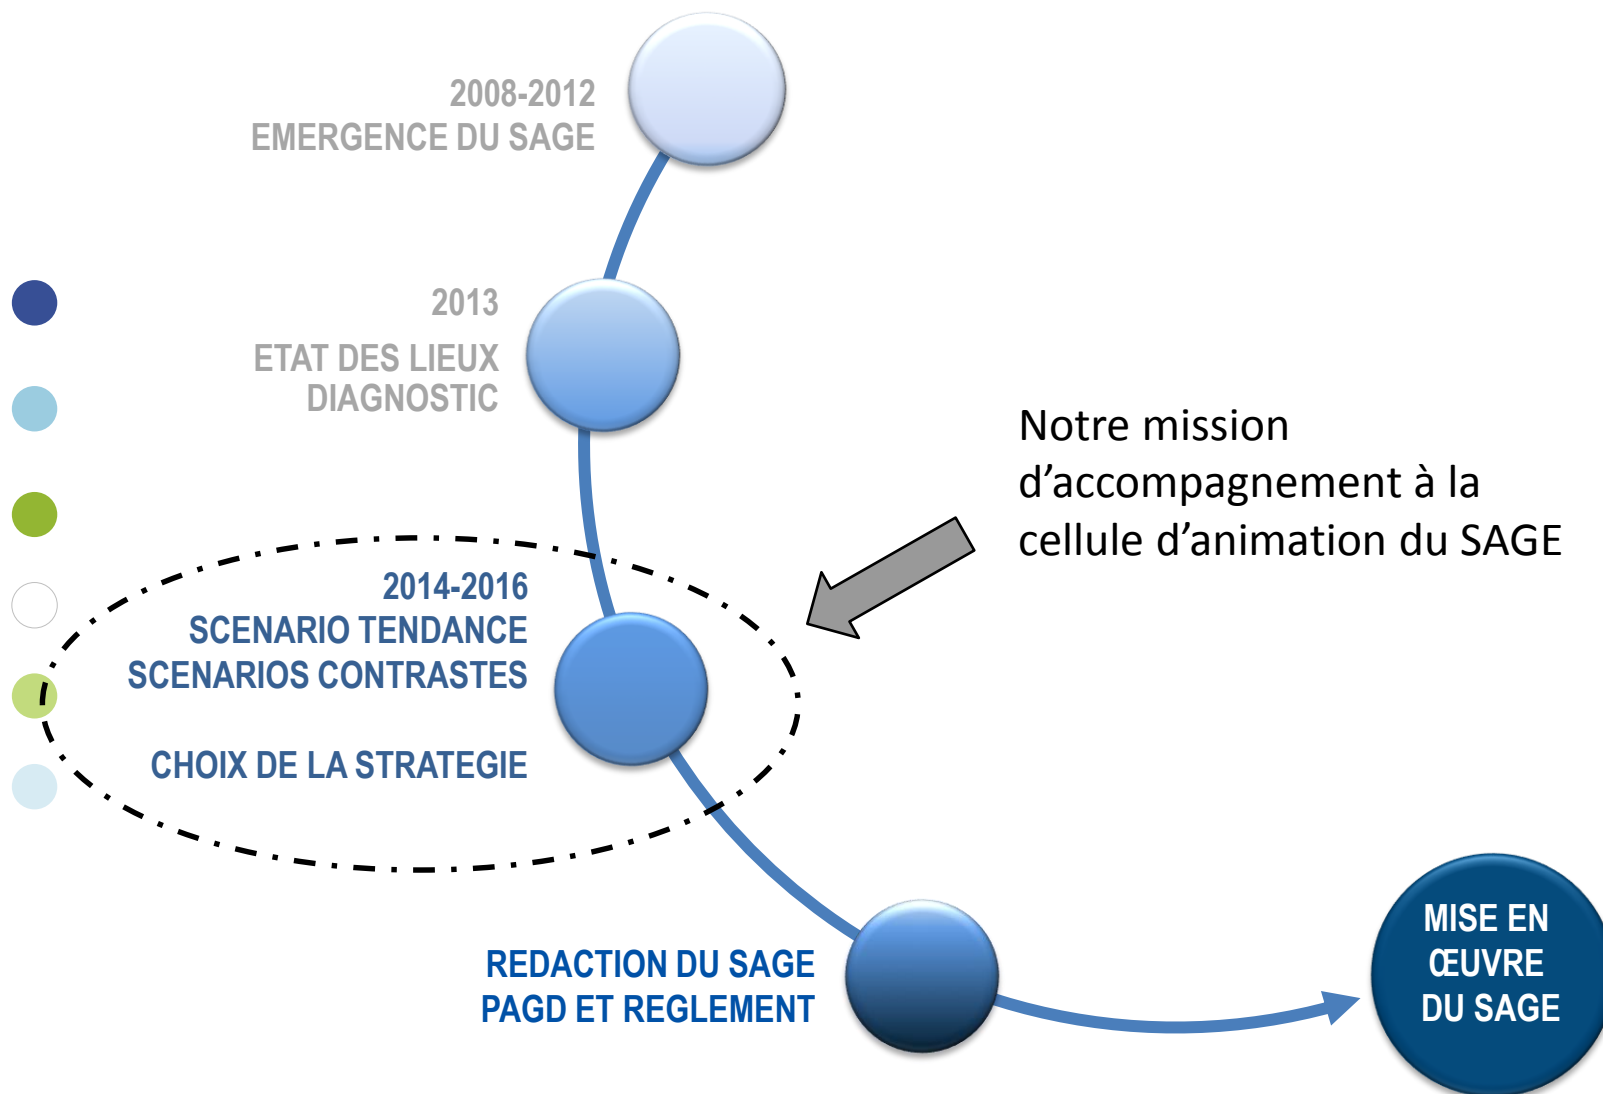 2008-2012
EMERGENCE DU SAGE
2013
ETAT DES LIEUX
DIAGNOSTIC
Notre mission
d’accompagnement à la
cellule d’animation du SAGE
2014-2016
SCENARIO TENDANCE
SCENARIOS CONTRASTES
CHOIX DE LA STRATEGIE
REDACTION DU SAGE
PAGD ET REGLEMENT
MISE EN
ŒUVRE
DU SAGE